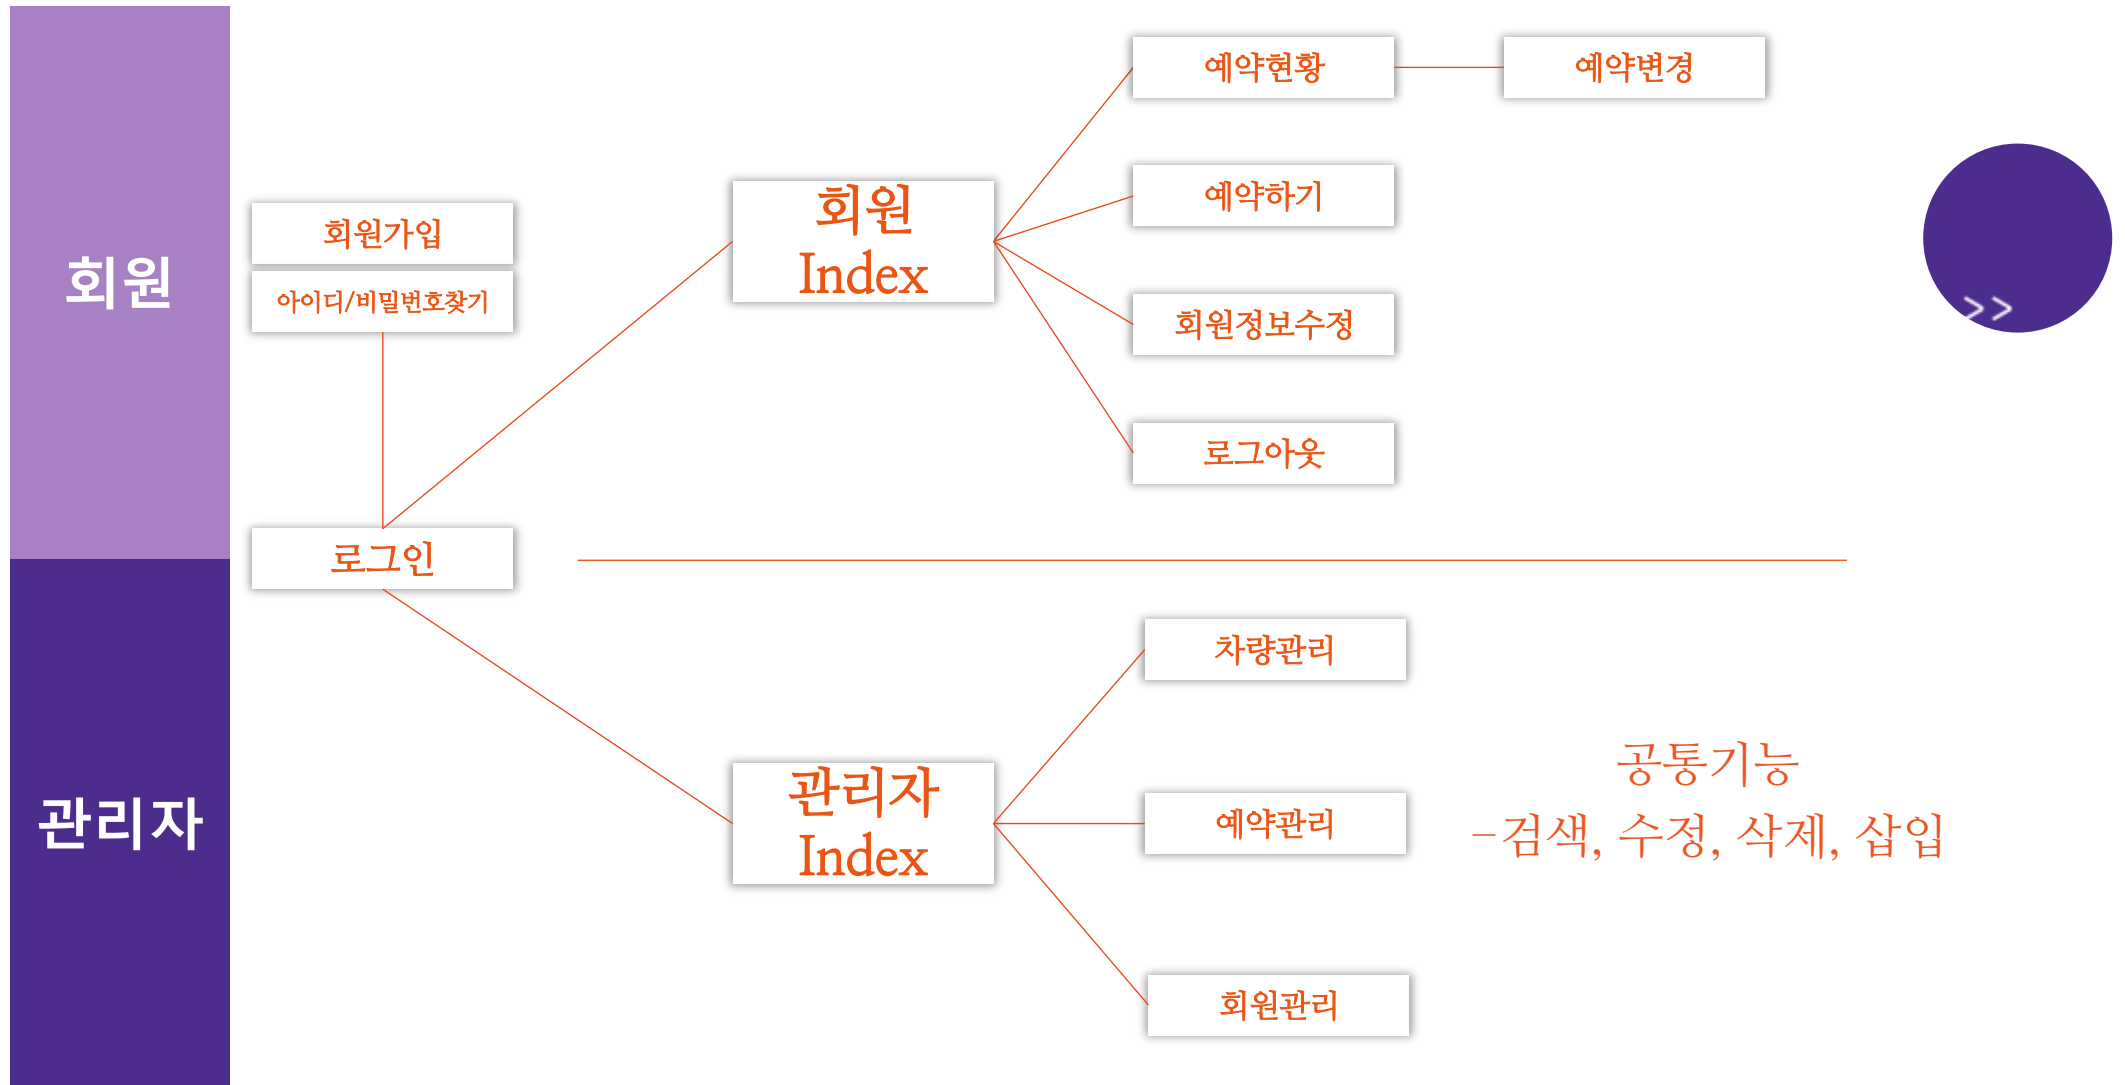 회원
회원가입
아이디/비밀번호찾기
로그인
회원
Index
예약현황
예약변경
예약하기
회원정보수정
로그아웃
>>
관리자
관리자
Index
차량관리
예약관리
회원관리
공통기능
-검색, 수정, 삭제, 삽입